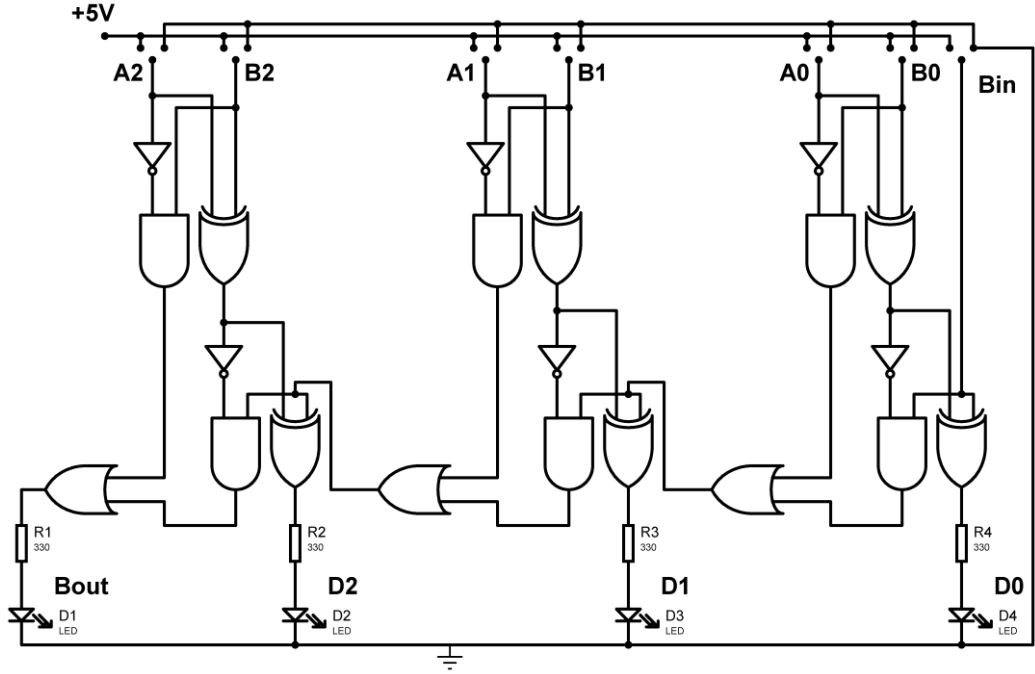 +5V
A2 B2 A1 B1 A0 B0 Bin
R1 R2 R3 R4
330 330 330 330
Bout D2 D1 D0
D1 D2 D3 D4
LED LED LED LED